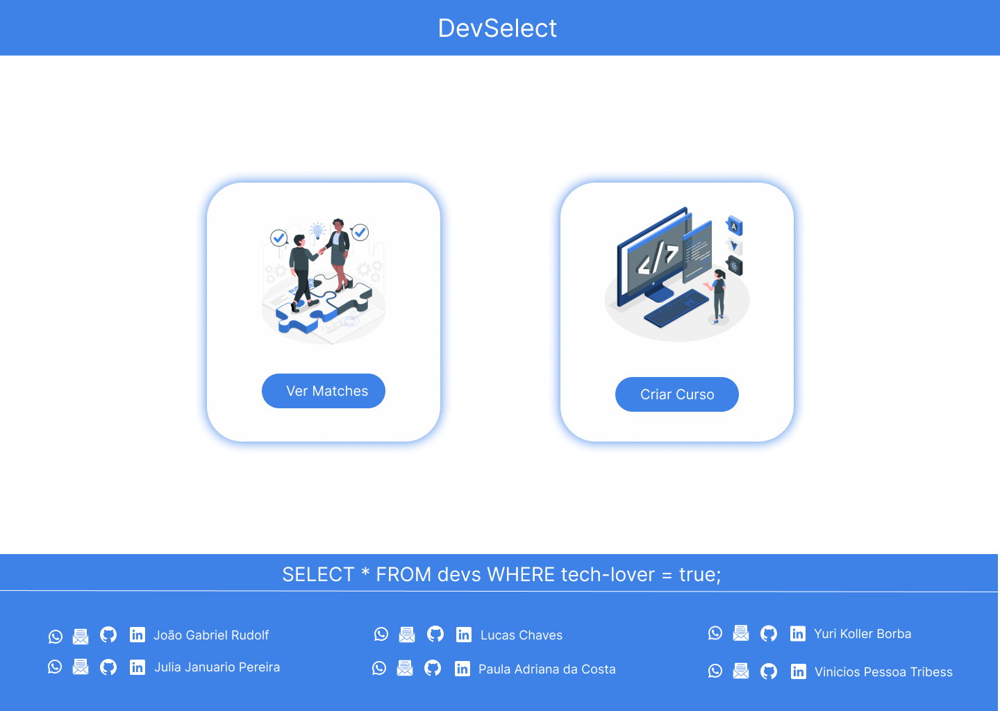 DevSelect
Ver Matches
Criar Curso
SELECT * FROM devs WHERE tech-lover = true;
João Gabriel Rudolf
Lucas Chaves
Yuri Koller Borba
Julia Januario Pereira
Paula Adriana da Costa
Vinicios Pessoa Tribess